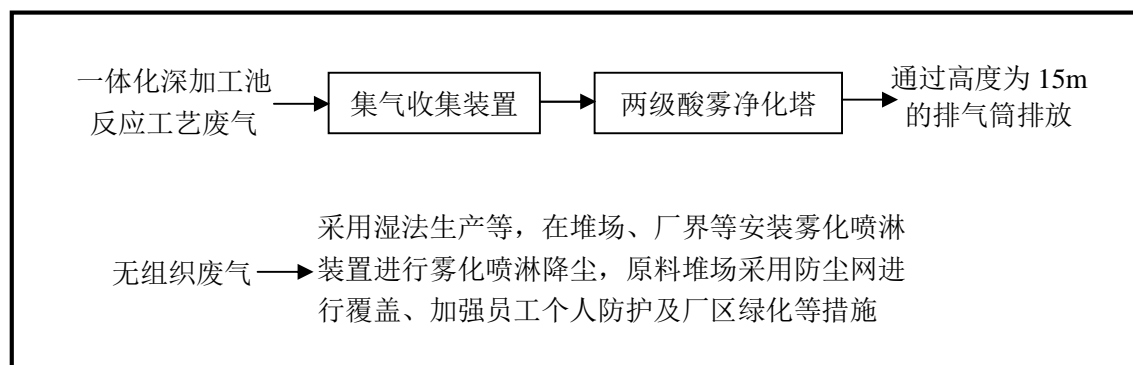 一体化深加工池
反应工艺废气
集气收集装置
两级酸雾净化塔
通过高度为 15m
的排气筒排放
无组织废气
采用湿法生产等，在堆场、厂界等安装雾化喷淋
装置进行雾化喷淋降尘，原料堆场采用防尘网进
行覆盖、加强员工个人防护及厂区绿化等措施